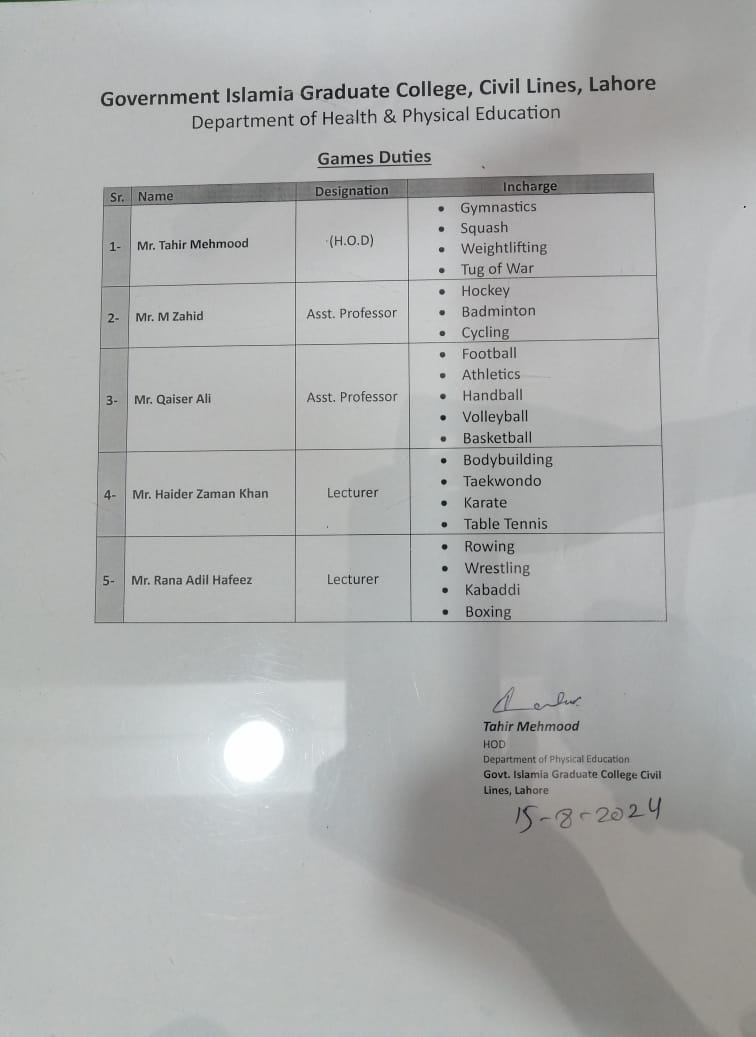 Government Islamia Graduate College, Civil Lines, Lahore
Department of Health & Physical Education
Games Duties
Sr. Name Designation Incharge
1- Mr. Tahir Mehmood (H.O.D)
• Gymnastics
• Squash
• Weightlifting
• Tug of War
2- Mr. M Zahid Asst. Professor
• Hockey
• Badminton
• Cycling
3- Mr. Qaiser Ali Asst. Professor
• Football
• Athletics
• Handball
• Volleyball
• Basketball
4- Mr. Haider Zaman Khan Lecturer
• Bodybuilding
• Taekwondo
• Karate
• Table Tennis
5- Mr. Rana Adil Hafeez Lecturer
• Rowing
• Wrestling
• Kabaddi
• Boxing
Tahir Mehmood
HOD
Department of Physical Education
Govt. Islamia Graduate College Civil
Lines, Lahore
15-8-2024